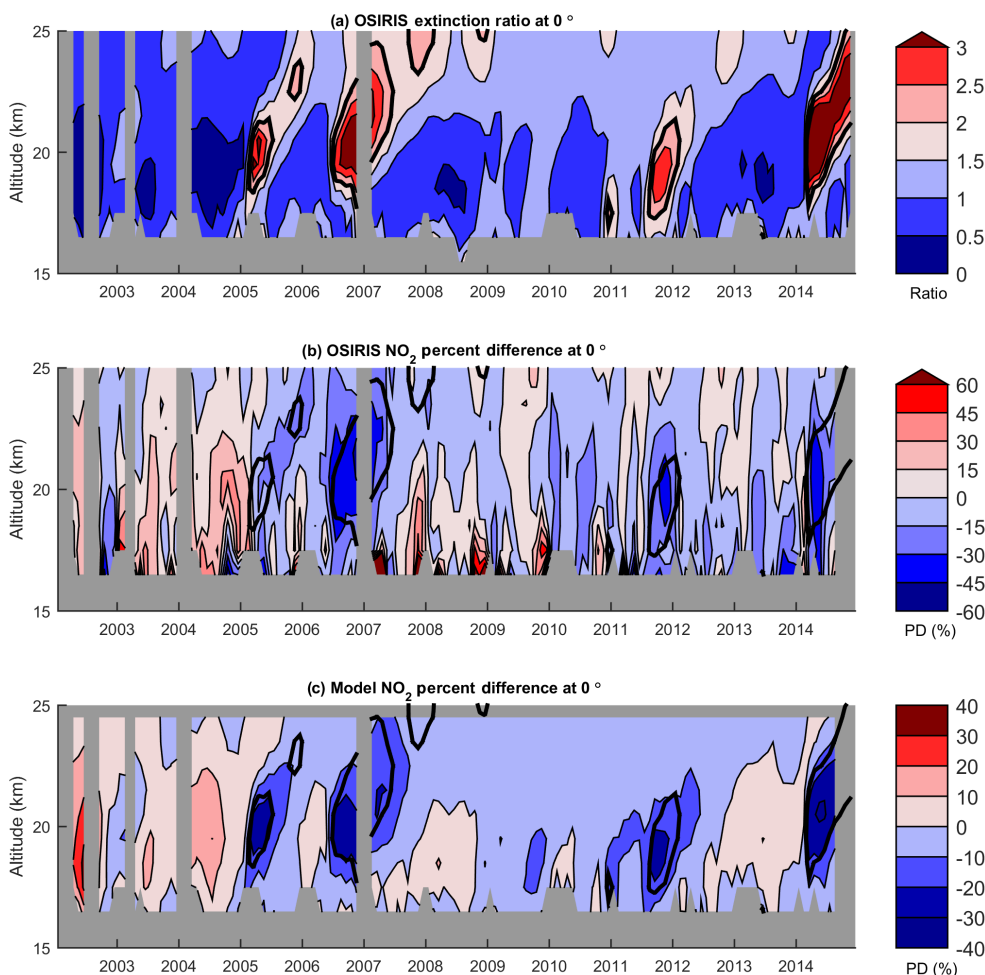 (a) OSIRIS extinction ratio at 0 °
Altitude (km)
25
20
15
2003 2004 2005 2006 2007 2008 2009 2010 2011 2012 2013 2014
3
2.5
2
1.5
1
0.5
0
Ratio
(b) OSIRIS NO2 percent difference at 0 °
Altitude (km)
25
20
15
2003 2004 2005 2006 2007 2008 2009 2010 2011 2012 2013 2014
60
45
30
15
0
-15
-30
-45
-60
PD (%)
(c) Model NO2 percent difference at 0 °
Altitude (km)
25
20
15
2003 2004 2005 2006 2007 2008 2009 2010 2011 2012 2013 2014
40
30
20
10
0
-10
-20
-30
-40
PD (%)